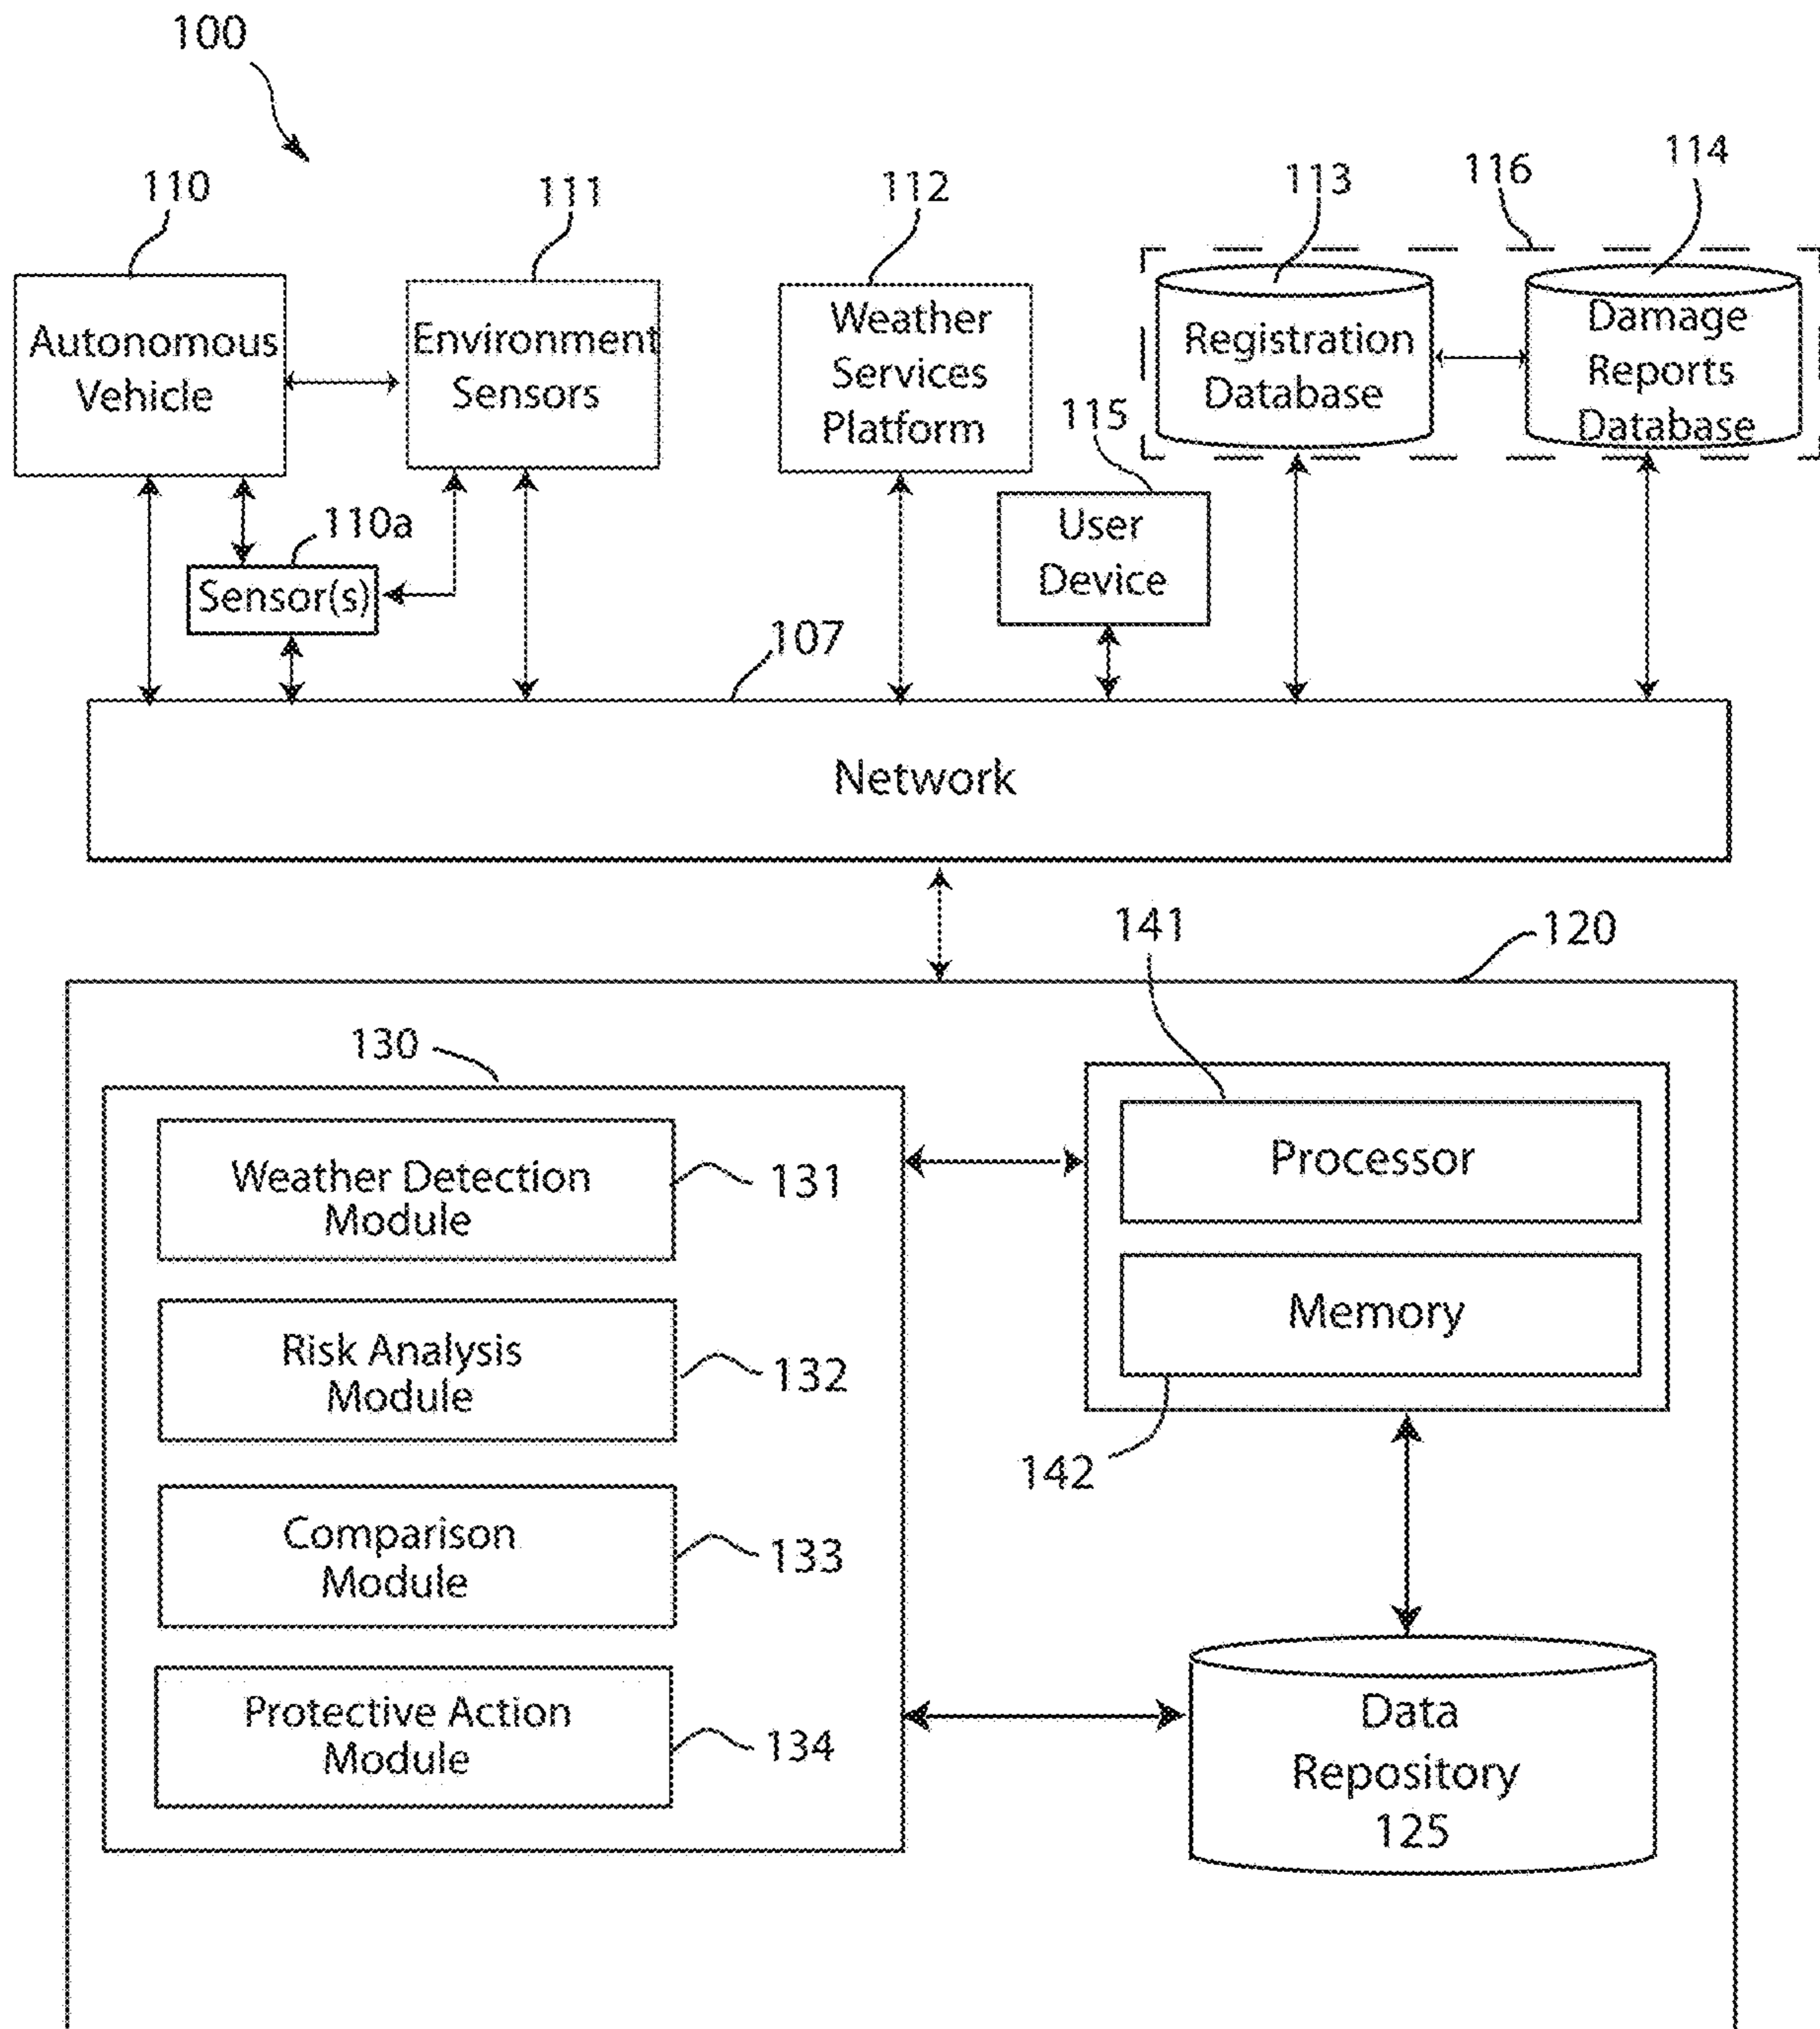 100
110
111
112
113
116
114
Autonomous
Vehicle
Environment
Sensors
Weather
Services
Platform
Registration
Database
Damage
Reports
Database
115
User
Device
110a
Sensor(s)
107
Network
141
120
130
Weather Detection
Module
131
Risk Analysis
Module
132
Comparison
Module
133
Protective Action
Module
134
Processor
Memory
142
Data
Repository
125